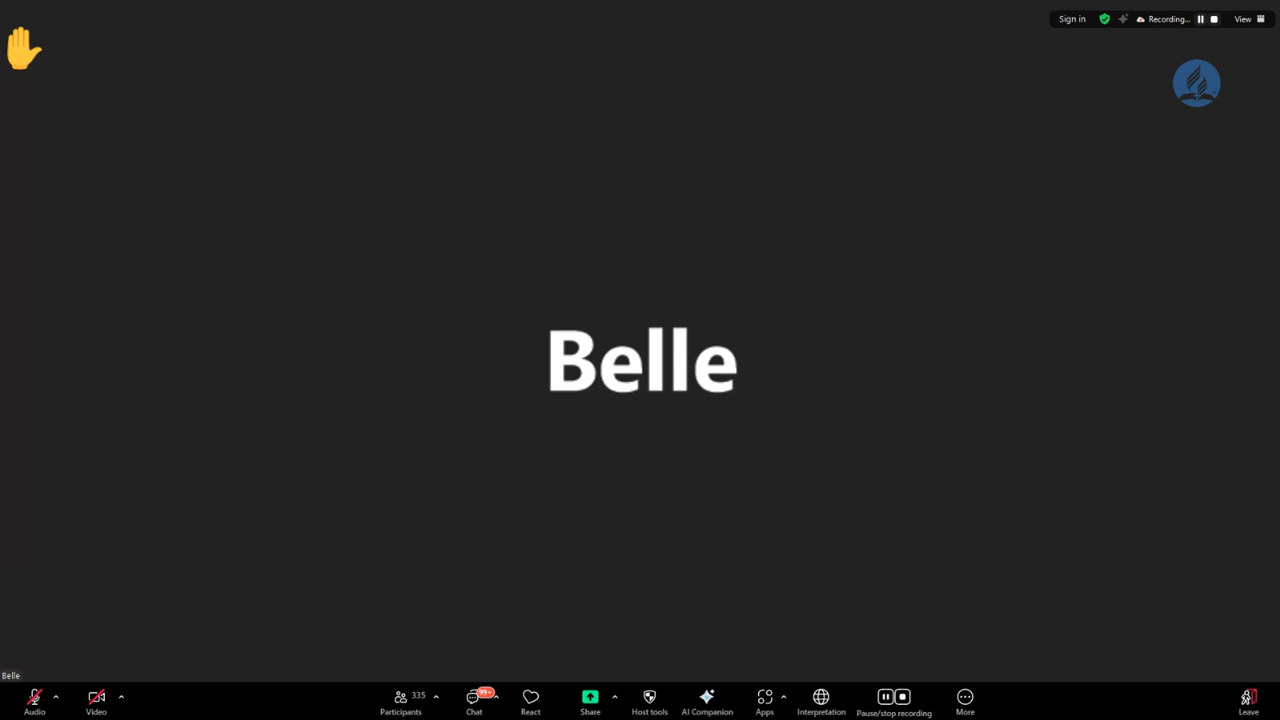 Sign in
Recording...
View
Belle
Belle
335
99+
Audio
Video
Participants
Chat
React
Share
Host tools
AI Companion
Apps
Interpretation
Pause/stop recording
More
Leave